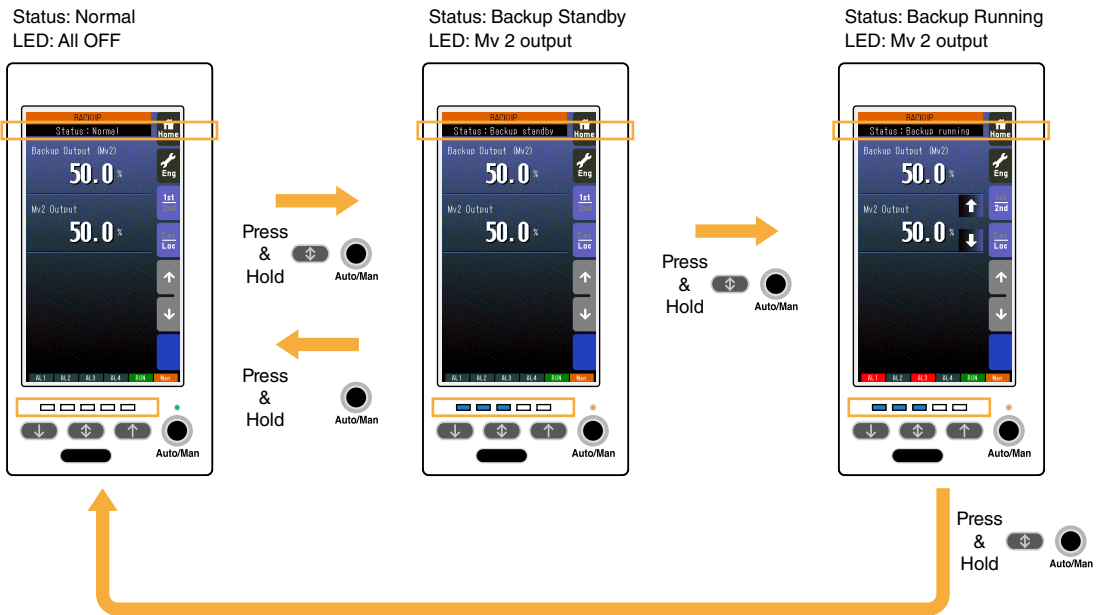 Status: Normal
LED: All OFF
BACKUP
Status:Normal
Home
Backup Output (Mv2)
50.0 %
Eng
1st
2nd
Mv2 Output
50.0 %
Cas
Loc
AL1 AL2 AL3 AL4 RUN Man
Auto/Man
Press
&
Hold
Auto/Man
Press
&
Hold
Auto/Man
Status: Backup Standby
LED: Mv 2 output
BACKUP
Status:Backup standby
Home
Backup Output (Mv2)
50.0 %
Eng
1st
2nd
Mv2 Output
50.0 %
Cas
Loc
AL1 AL2 AL3 AL4 RUN Man
Auto/Man
Press
&
Hold
Auto/Man
Status: Backup Running
LED: Mv 2 output
BACKUP
Status:Backup running
Home
Backup Output (Mv2)
50.0 %
Eng
1st
2nd
Mv2 Output
50.0 %
Cas
Loc
AL1 AL2 AL3 AL4 RUN Man
Auto/Man
Press
&
Hold
Auto/Man